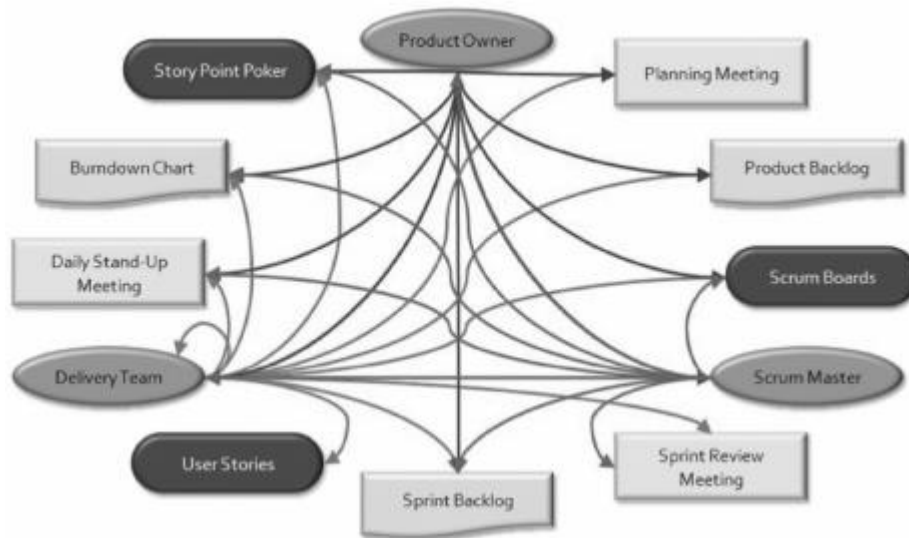 Product Owner
Story Point Poker
Planning Meeting
Burndown Chart
Product Backlog
Daily Stand-Up
Meeting
Scrum Boards
Delivery Team
Scrum Master
User Stories
Sprint Backlog
Sprint Review
Meeting